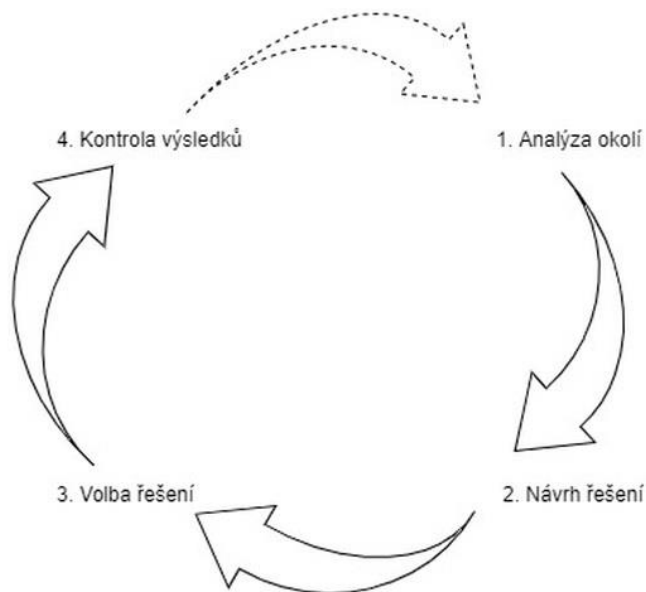 4. Kontrola výsledků
1. Analýza okolí
3. Volba řešení
2. Návrh řešení